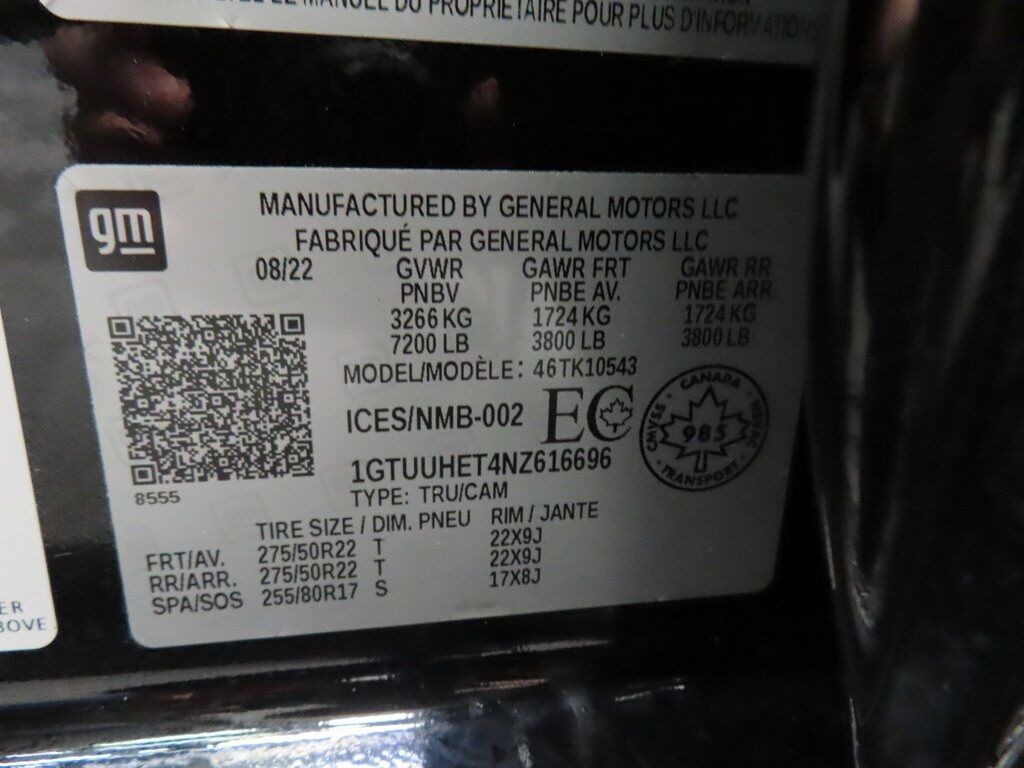 MANUEL DU PROPRIÉTAIRE POUR PLUS D'INFORMATIONS
gm
MANUFACTURED BY GENERAL MOTORS LLC
FABRIQUÉ PAR GENERAL MOTORS LLC
08/22 GVWR GAWR FRT GAWR RR
PNBV PNBE AV. PNBE ARR.
3266 KG 1724 KG 1724 KG
7200 LB 3800 LB 3800 LB
MODEL/MODÈLE: 46TK10543
ICES/NMB-002 EC
CANADA
CMVSS 985 NSVAC
TRANSPORT
1GTUUHET4NZ616696
8555
TYPE: TRU/CAM
TIRE SIZE / DIM. PNEU RIM / JANTE
FRT/AV. 275/50R22 T 22X9J
RR/ARR. 275/50R22 T 22X9J
SPA/SOS 255/80R17 S 17X8J
ER
BOVE